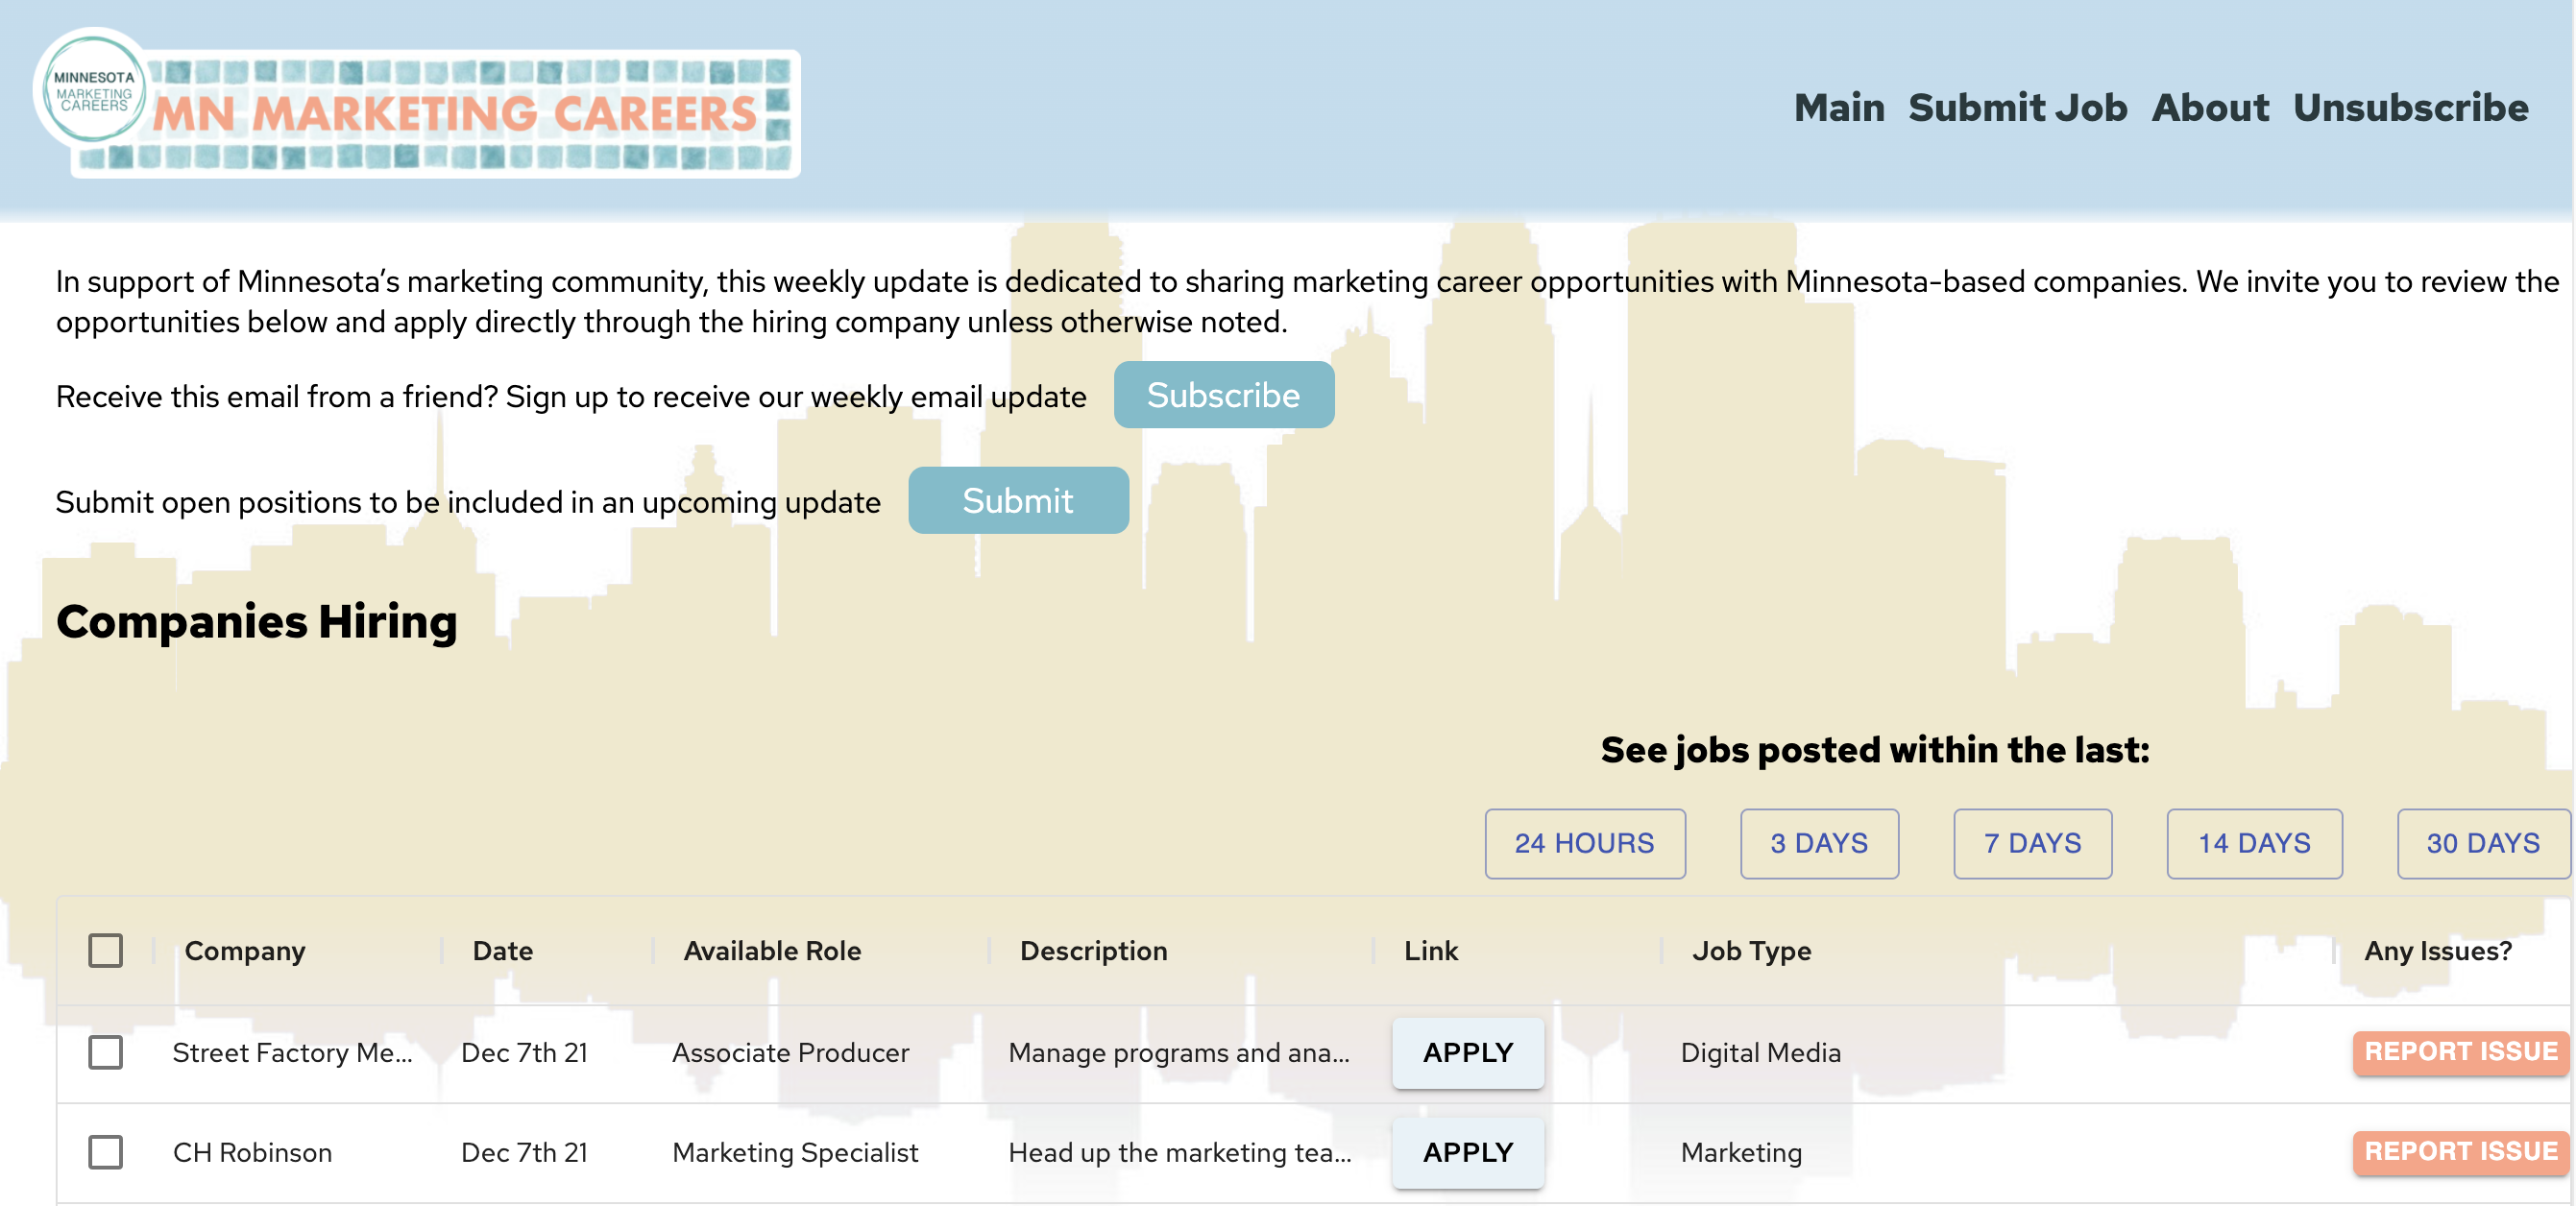 MINNESOTA
MARKETING
CAREERS
MN MARKETING CAREERS
Main Submit Job About Unsubscribe
In support of Minnesota’s marketing community, this weekly update is dedicated to sharing marketing career opportunities with Minnesota-based companies. We invite you to review the
opportunities below and apply directly through the hiring company unless otherwise noted.
Receive this email from a friend? Sign up to receive our weekly email update Subscribe
Submit open positions to be included in an upcoming update Submit
Companies Hiring
See jobs posted within the last:
24 HOURS 3 DAYS 7 DAYS 14 DAYS 30 DAYS
Company Date Available Role Description Link Job Type Any Issues?
Street Factory Me... Dec 7th 21 Associate Producer Manage programs and ana... APPLY Digital Media REPORT ISSUE
CH Robinson Dec 7th 21 Marketing Specialist Head up the marketing tea... APPLY Marketing REPORT ISSUE